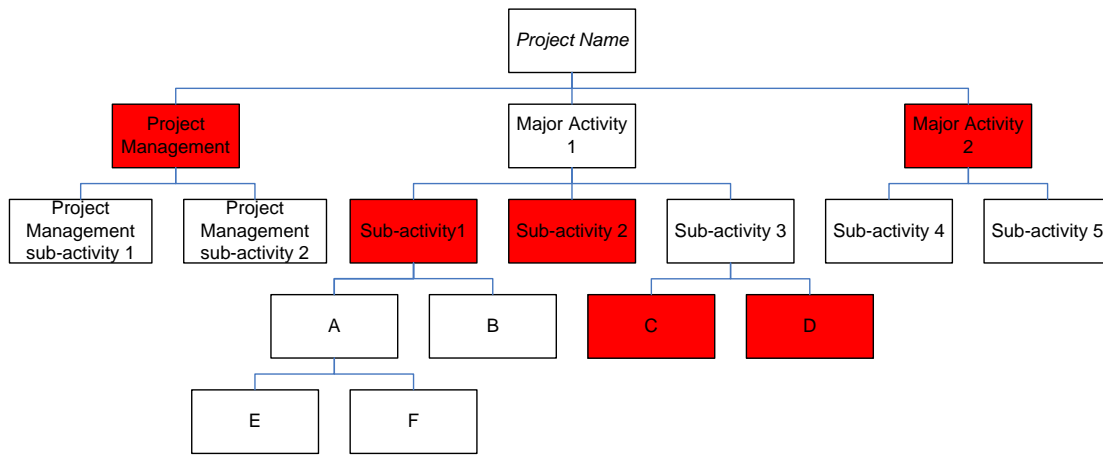 Project Name
Project
Management
Major Activity
1
Major Activity
2
Project
Management
sub-activity 1
Project
Management
sub-activity 2
Sub-activity1
Sub-activity 2
Sub-activity 3
Sub-activity 4
Sub-activity 5
A
B
C
D
E
F